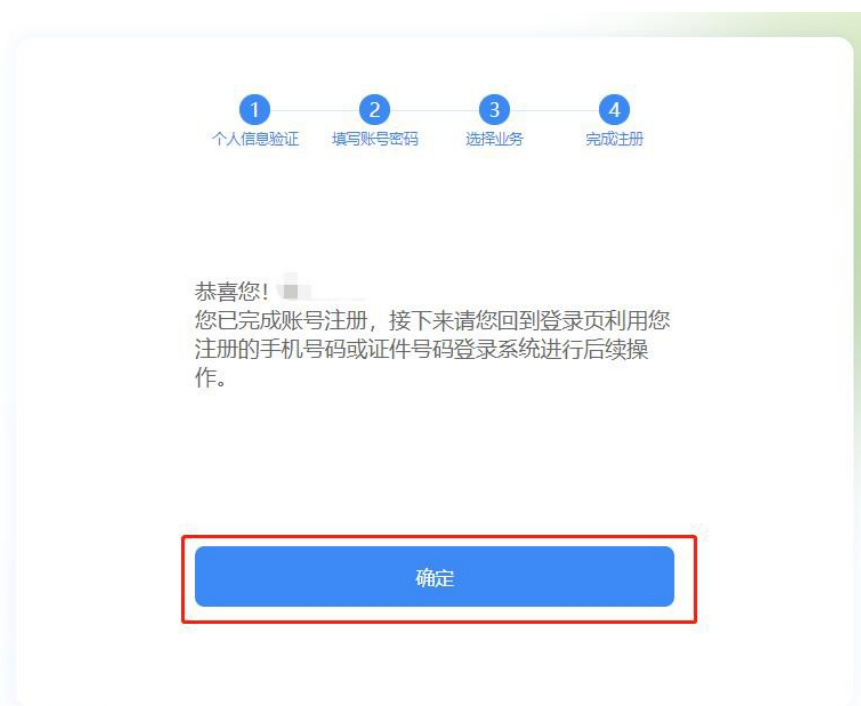 1 2 3 4
个人信息验证 填写账号密码 选择业务 完成注册
恭喜您!
您已完成账号注册，接下来请您回到登录页利用您
注册的手机号码或证件号码登录系统进行后续操
作。
确定